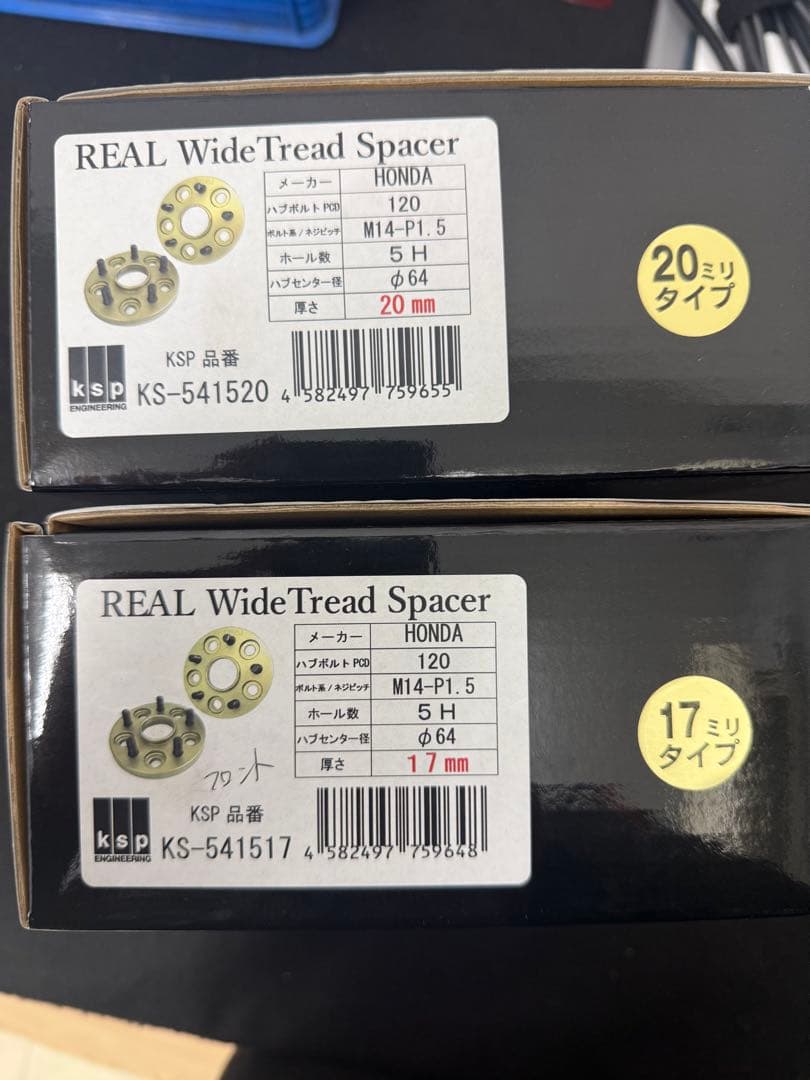 REAL WideTread Spacer
メーカー HONDA
ハブボルトPCD 120
ボルト系/ネジピッチ M14-P1.5
ホール数 5H
ハブセンター径 φ64
厚さ 20mm
KSP 品番
ksp
ENGINEERING
KS-541520
4 582497 759655
20ミリ
タイプ
REAL WideTread Spacer
メーカー HONDA
ハブボルトPCD 120
ボルト系/ネジピッチ M14-P1.5
ホール数 5H
ハブセンター径 φ64
厚さ 17mm
フロント
KSP 品番
ksp
ENGINEERING
KS-541517
4 582497 759648
17ミリ
タイプ